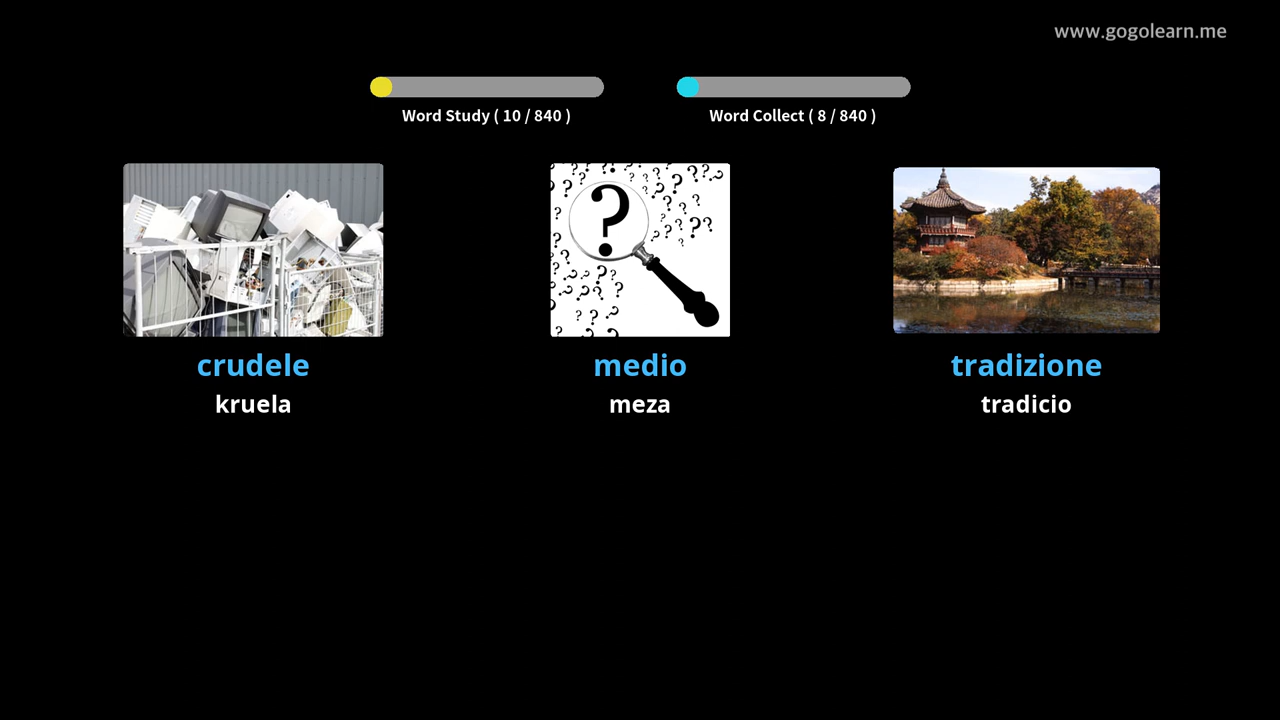 www.gogolearn.me
Word Study ( 10 / 840 )
Word Collect ( 8 / 840 )
crudele
medio
tradizione
kruela
meza
tradicio